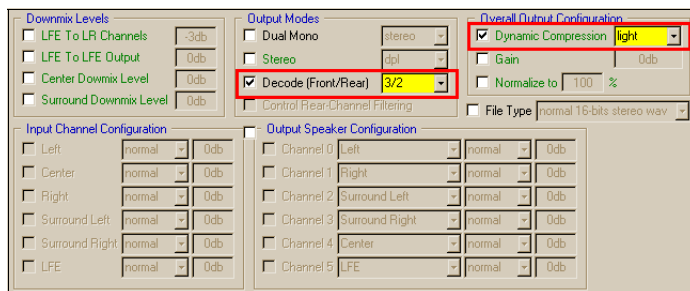 Downmix Levels
LFE To LR Channels -3db
LFE To LFE Output 0db
Center Dowmix Level 0db
Surround Downmix Level 0db
Output Modes
Dual Mono stereo
Stereo dpl
Decode (Front/Rear) 3/2
Control Rear-Channel Filtering
Overall Output Configuration
Dynamic Compression light
Gain 0db
Normalize to 100 %
File Type normal 16-bits stereo wav
Input Channel Configuration
Left normal 0db
Center normal 0db
Right normal 0db
Surround Left normal 0db
Surround Right normal 0db
LFE normal 0db
Output Speaker Configuration
Channel 0 Left normal 0db
Channel 1 Right normal 0db
Channel 2 Surround Left normal 0db
Channel 3 Surround Right normal 0db
Channel 4 Center normal 0db
Channel 5 LFE normal 0db